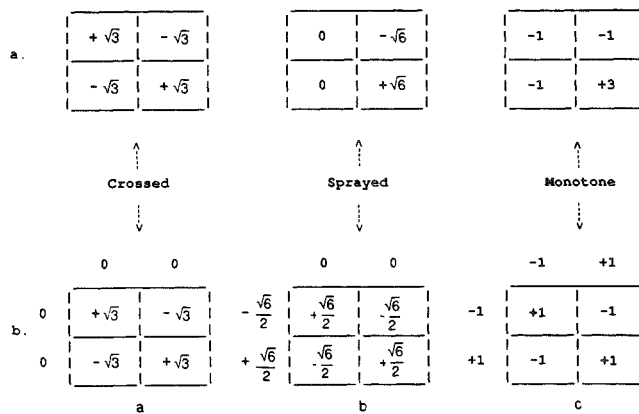 + √3 - √3 0 - √6 -1 -1
a.
- √3 + √3 0 +√6 -1 +3
Crossed Sprayed Monotone
0 0 0 0 -1 +1
0 + √3 - √3 - √6/2 +√6/2 -√6/2 -1 +1 -1
b.
0 - √3 + √3 + √6/2 -√6/2 +√6/2 +1 -1 +1
a b c